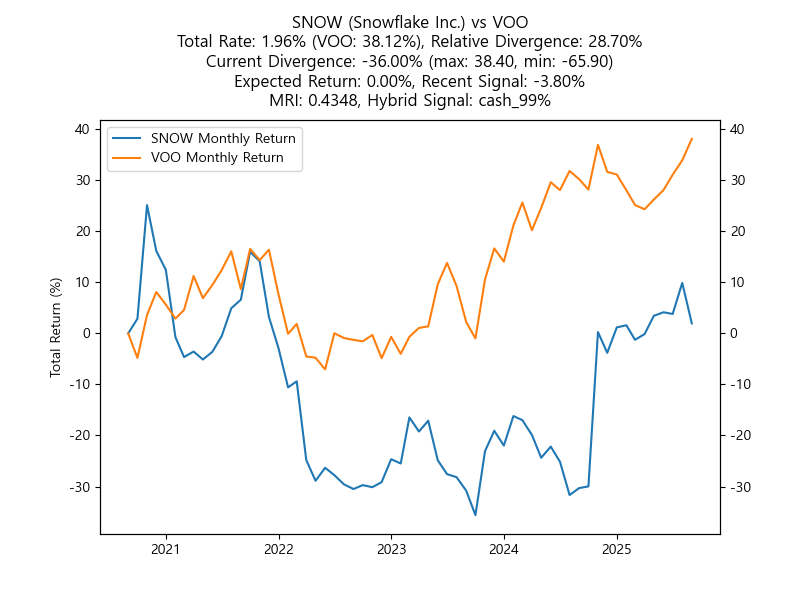 SNOW (Snowflake Inc.) vs VOO
Total Rate: 1.96% (VOO: 38.12%), Relative Divergence: 28.70%
Current Divergence: -36.00% (max: 38.40, min: -65.90)
Expected Return: 0.00%, Recent Signal: -3.80%
MRI: 0.4348, Hybrid Signal: cash_99%
SNOW Monthly Return
VOO Monthly Return
Total Return (%)
40
30
20
10
0
-10
-20
-30
40
30
20
10
0
-10
-20
-30
2021 2022 2023 2024 2025